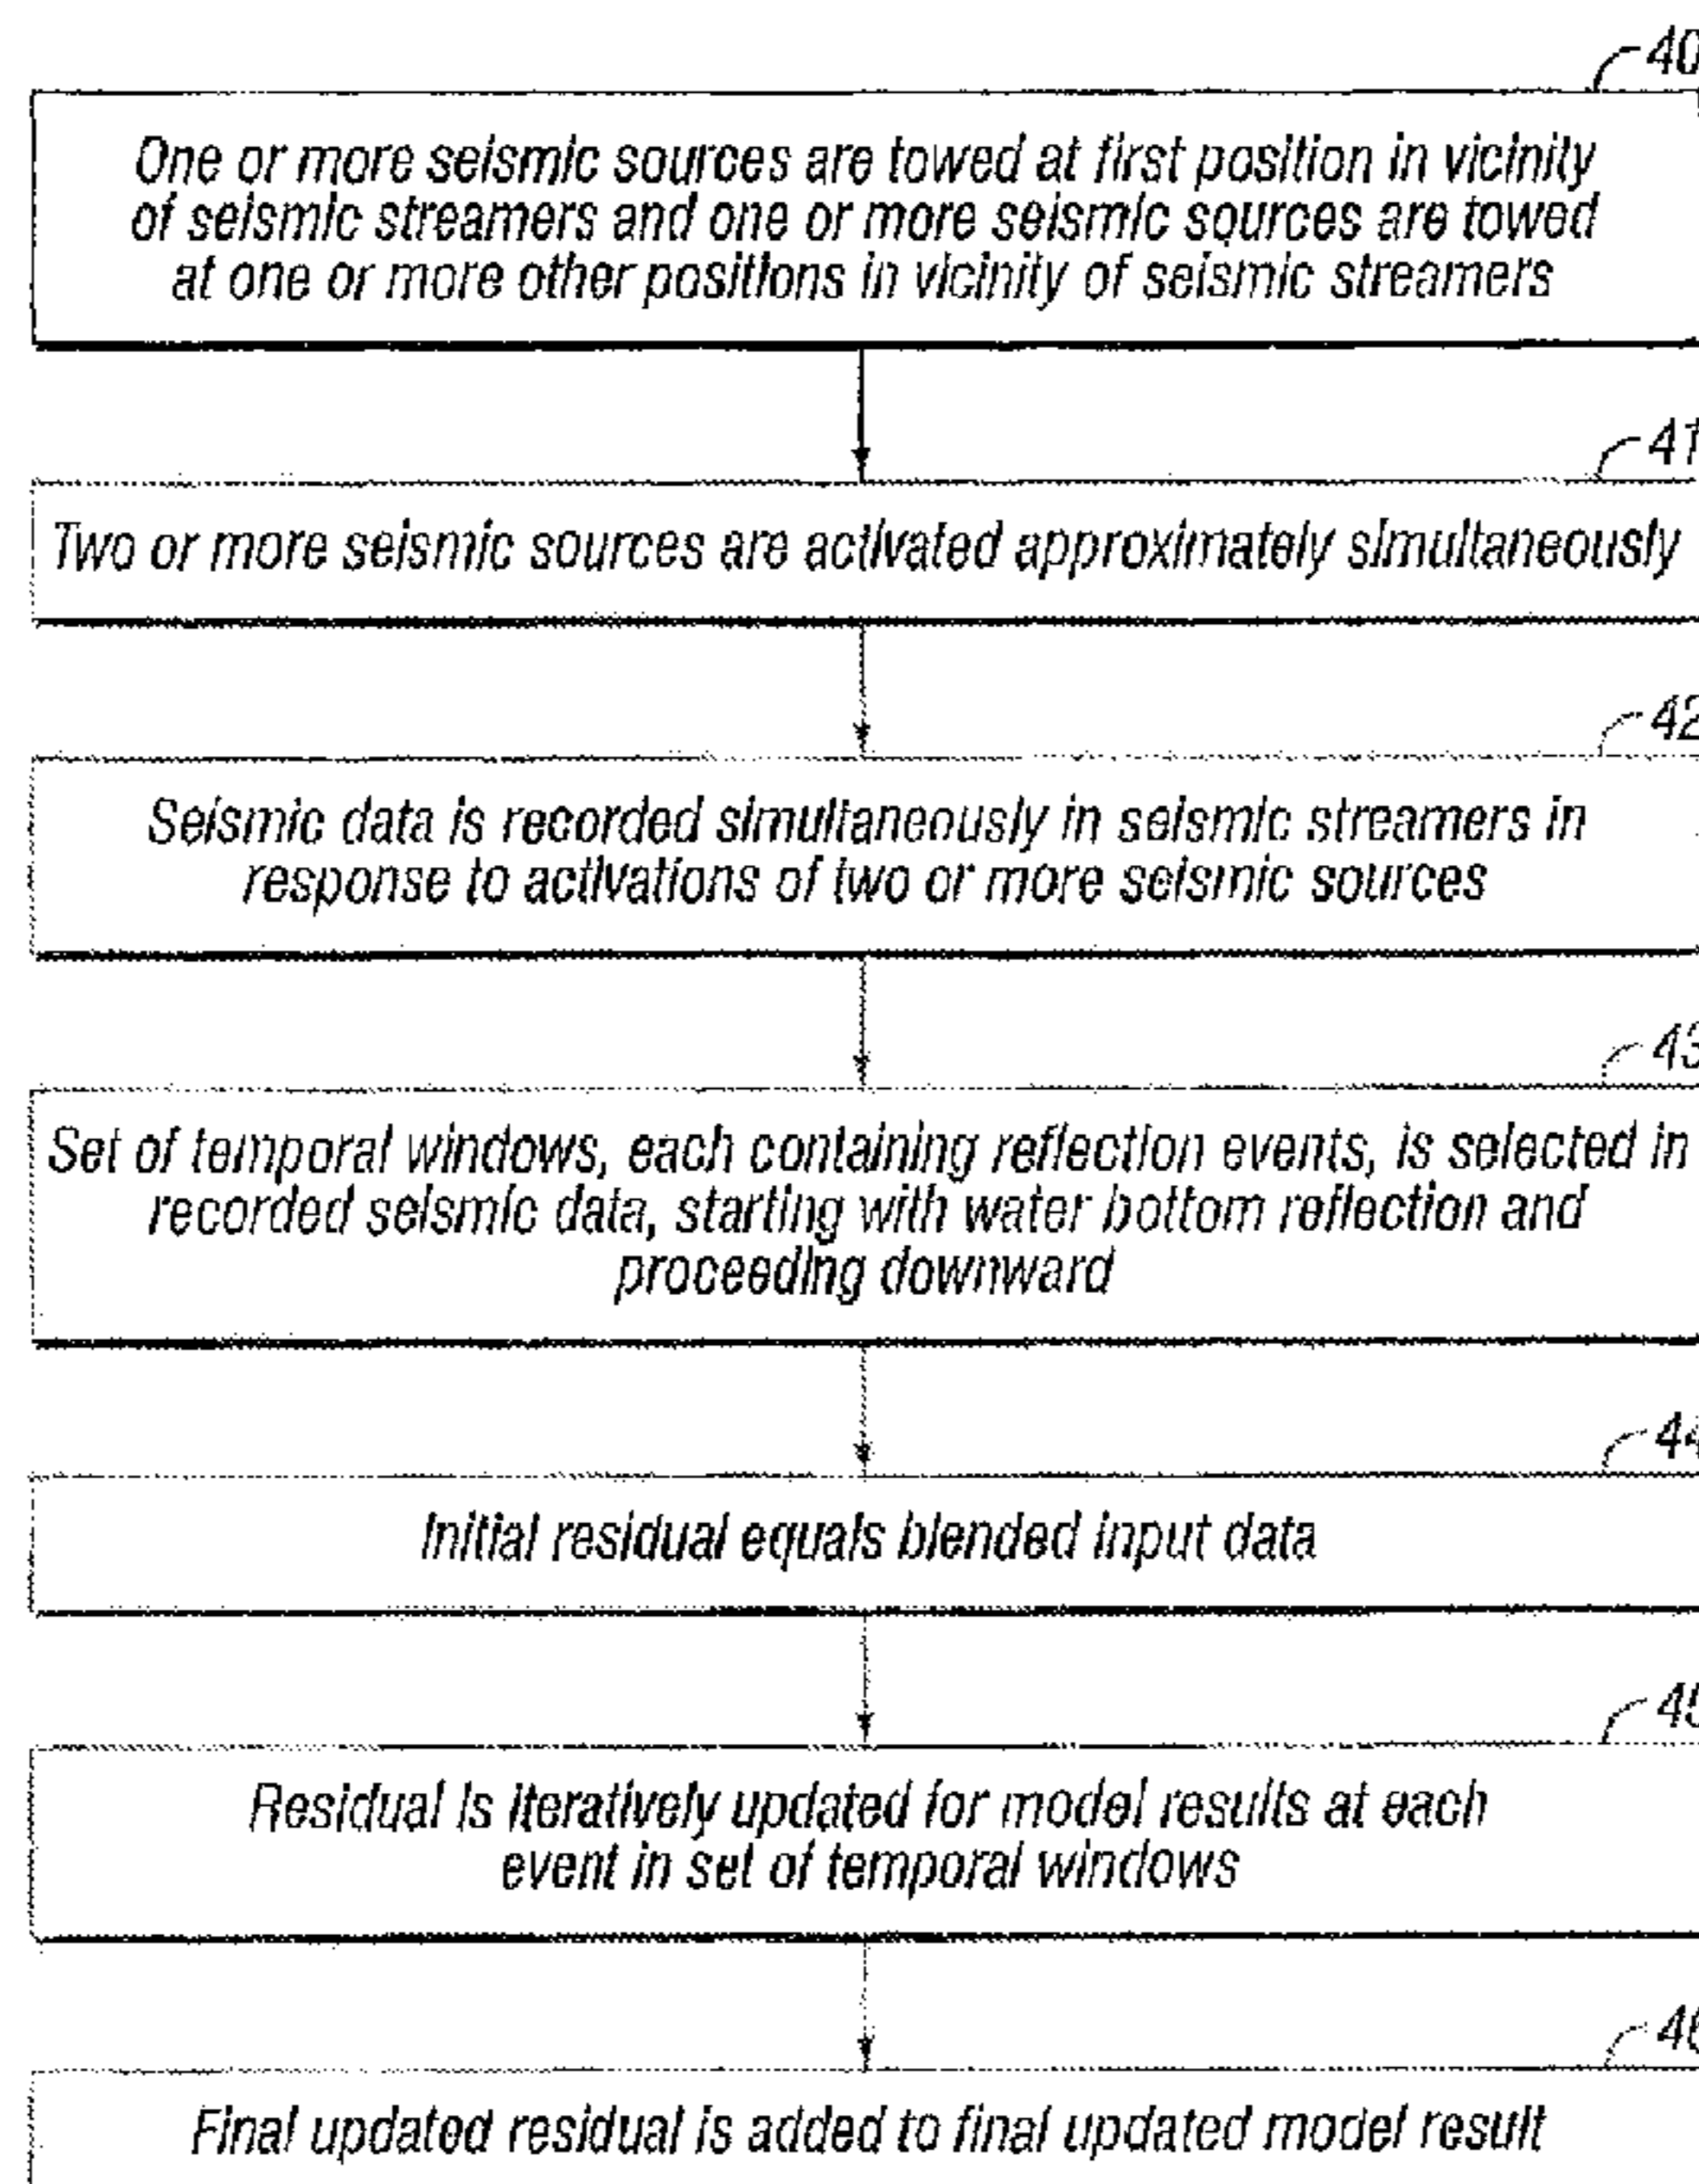 40
One or more seismic sources are towed at first position in vicinity
of seismic streamers and one or more seismic sources are towed
at one or more other positions in vicinity of seismic streamers
41
Two or more seismic sources are activated approximately simultaneously
42
Seismic data is recorded simultaneously in seismic streamers in
response to activations of two or more seismic sources
43
Set of temporal windows, each containing reflection events, is selected in
recorded seismic data, starting with water bottom reflection and
proceeding downward
44
Initial residual equals blended input data
45
Residual is iteratively updated for model results at each
event in set of temporal windows
46
Final updated residual is added to final updated model result